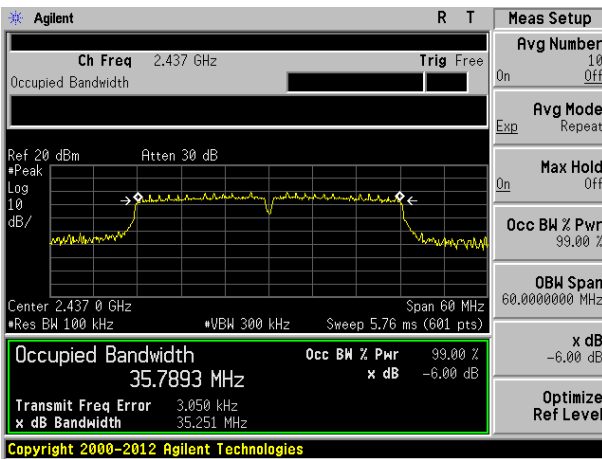 Agilent R T
Ch Freq 2.437 GHz Trig Free
Occupied Bandwidth
Ref 20 dBm Atten 30 dB
#Peak
Log
10
dB/
Center 2.437 0 GHz Span 60 MHz
#Res BW 100 kHz #VBW 300 kHz Sweep 5.76 ms (601 pts)
Occupied Bandwidth Occ BW % Pwr 99.00 %
35.7893 MHz x dB -6.00 dB
Transmit Freq Error 3.050 kHz
x dB Bandwidth 35.251 MHz
Copyright 2000-2012 Agilent Technologies
Meas Setup
Avg Number
10
On Off
Avg Mode
Exp Repeat
Max Hold
On Off
Occ BW % Pwr
99.00 %
OBW Span
60.0000000 MHz
x dB
-6.00 dB
Optimize
Ref Level